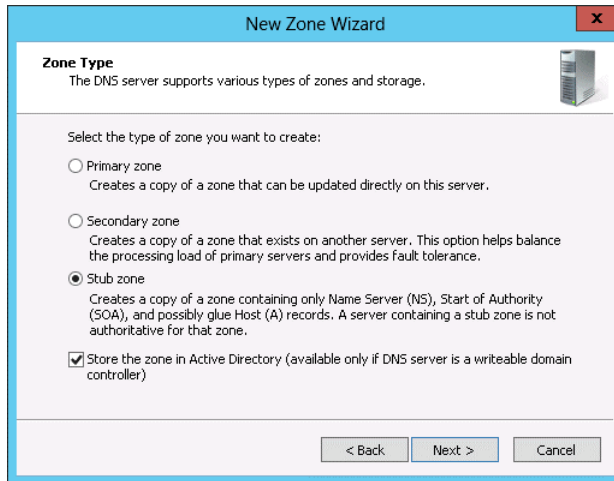 New Zone Wizard
x
Zone Type
The DNS server supports various types of zones and storage.
Select the type of zone you want to create:
Primary zone
Creates a copy of a zone that can be updated directly on this server.
Secondary zone
Creates a copy of a zone that exists on another server. This option helps balance
the processing load of primary servers and provides fault tolerance.
Stub zone
Creates a copy of a zone containing only Name Server (NS), Start of Authority
(SOA), and possibly glue Host (A) records. A server containing a stub zone is not
authoritative for that zone.
Store the zone in Active Directory (available only if DNS server is a writeable domain
controller)
< Back
Next >
Cancel